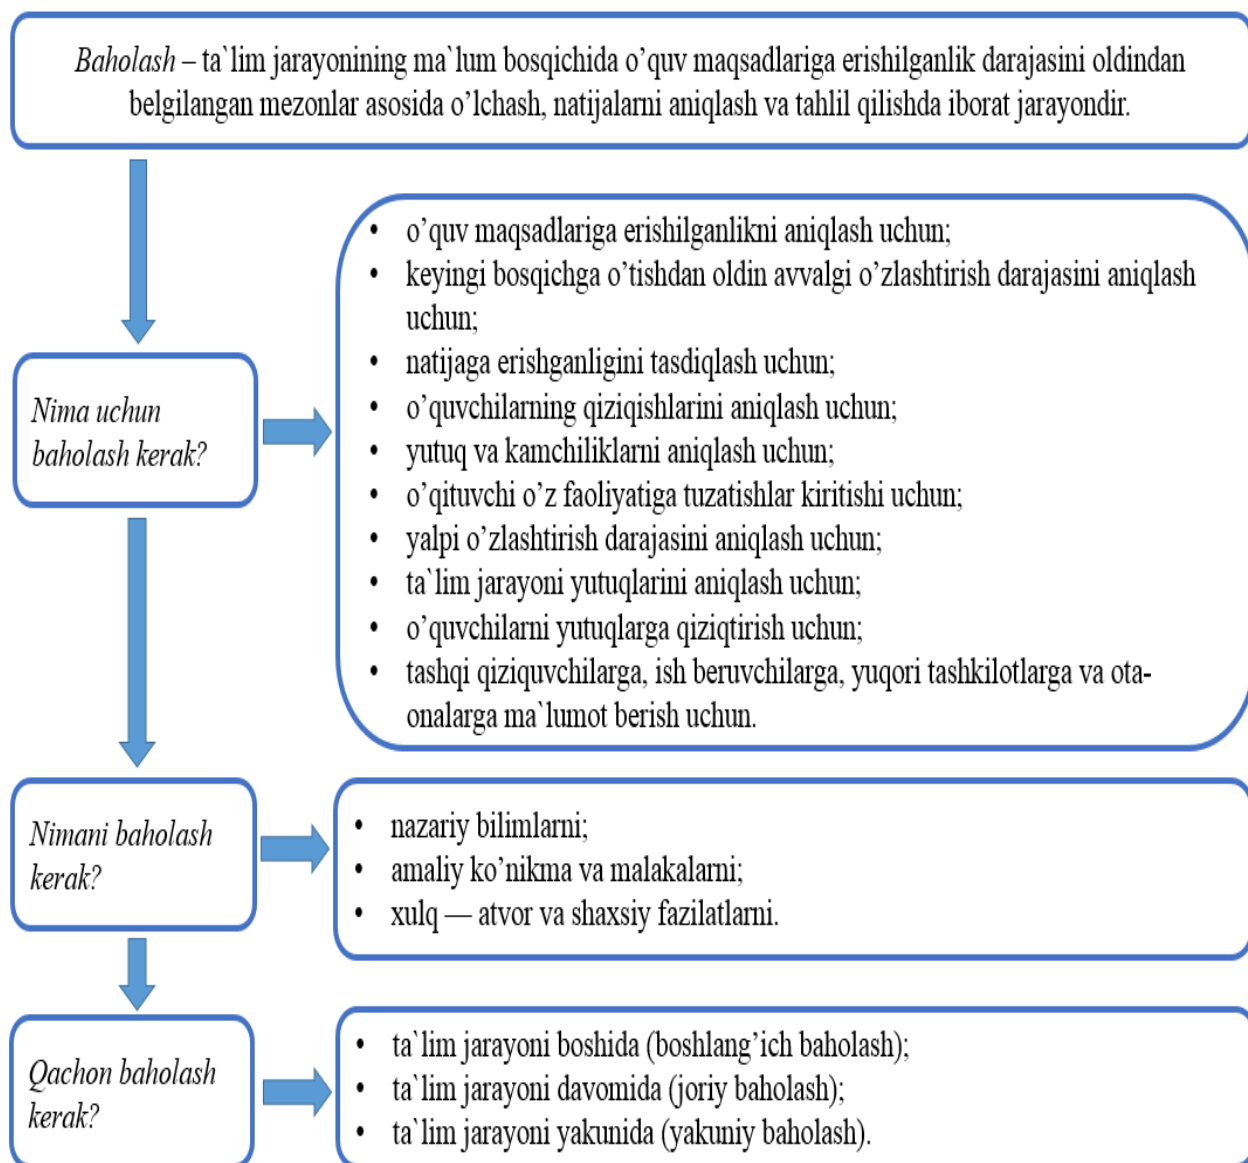 Baholash – ta`lim jarayonining ma`lum bosqichida o’quv maqsadlariga erishilganlik darajasini oldindan
belgilangan mezonlar asosida o’lchash, natijalarni aniqlash va tahlil qilishda iborat jarayondir.
Nima uchun
baholash kerak?
• o’quv maqsadlariga erishilganlikni aniqlash uchun;
• keyingi bosqichga o’tishdan oldin avvalgi o’zlashtirish darajasini aniqlash
uchun;
• natijaga erishganligini tasdiqlash uchun;
• o’quvchilarning qiziqishlarini aniqlash uchun;
• yutuq va kamchiliklarni aniqlash uchun;
• o’qituvchi o’z faoliyatiga tuzatishlar kiritishi uchun;
• yalpi o’zlashtirish darajasini aniqlash uchun;
• ta`lim jarayoni yutuqlarini aniqlash uchun;
• o’quvchilarni yutuqlarga qiziqtirish uchun;
• tashqi qiziquvchilarga, ish beruvchilarga, yuqori tashkilotlarga va ota-
onalarga ma`lumot berish uchun.
Nimani baholash
kerak?
• nazariy bilimlarni;
• amaliy ko’nikma va malakalarni;
• xulq — atvor va shaxsiy fazilatlarni.
Qachon baholash
kerak?
• ta`lim jarayoni boshida (boshlang’ich baholash);
• ta`lim jarayoni davomida (joriy baholash);
• ta`lim jarayoni yakunida (yakuniy baholash).